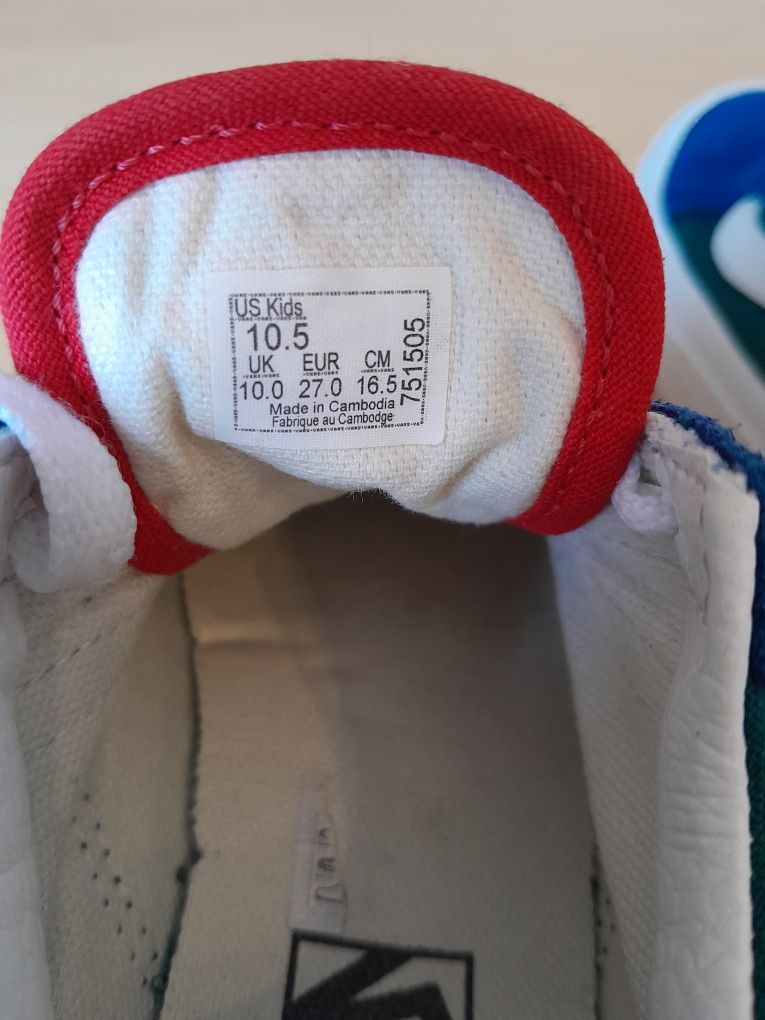 US Kids
10.5
UK EUR CM
10.0 27.0 16.5
Made in Cambodia
Fabrique au Cambodge
751505